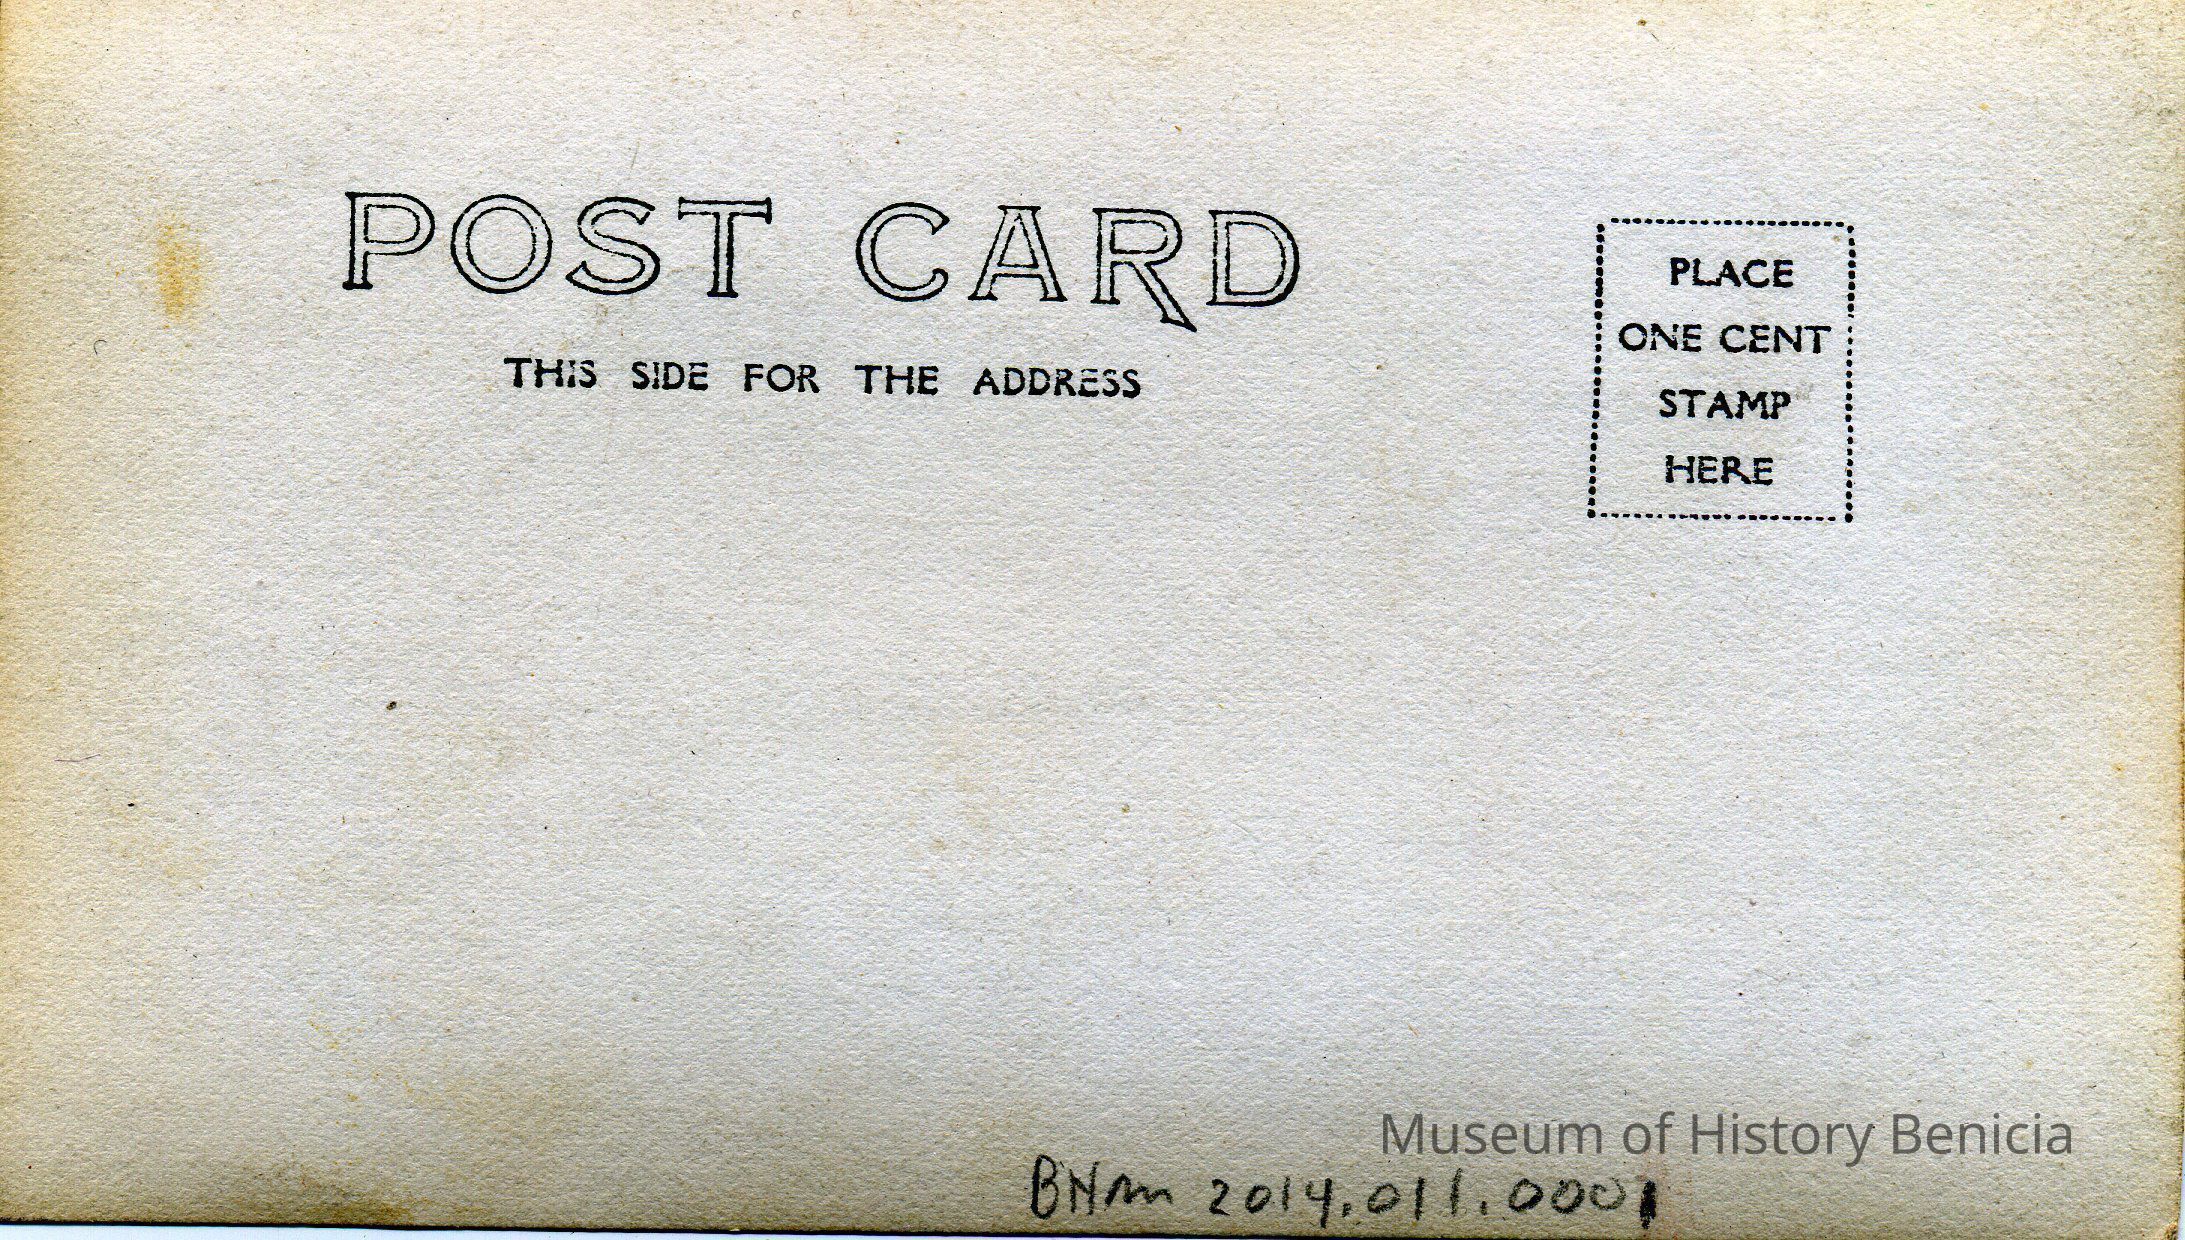 POST CARD
THIS SIDE FOR THE ADDRESS
PLACE
ONE CENT
STAMP
HERE
Museum of History Benicia
BHM 2014.011.0001